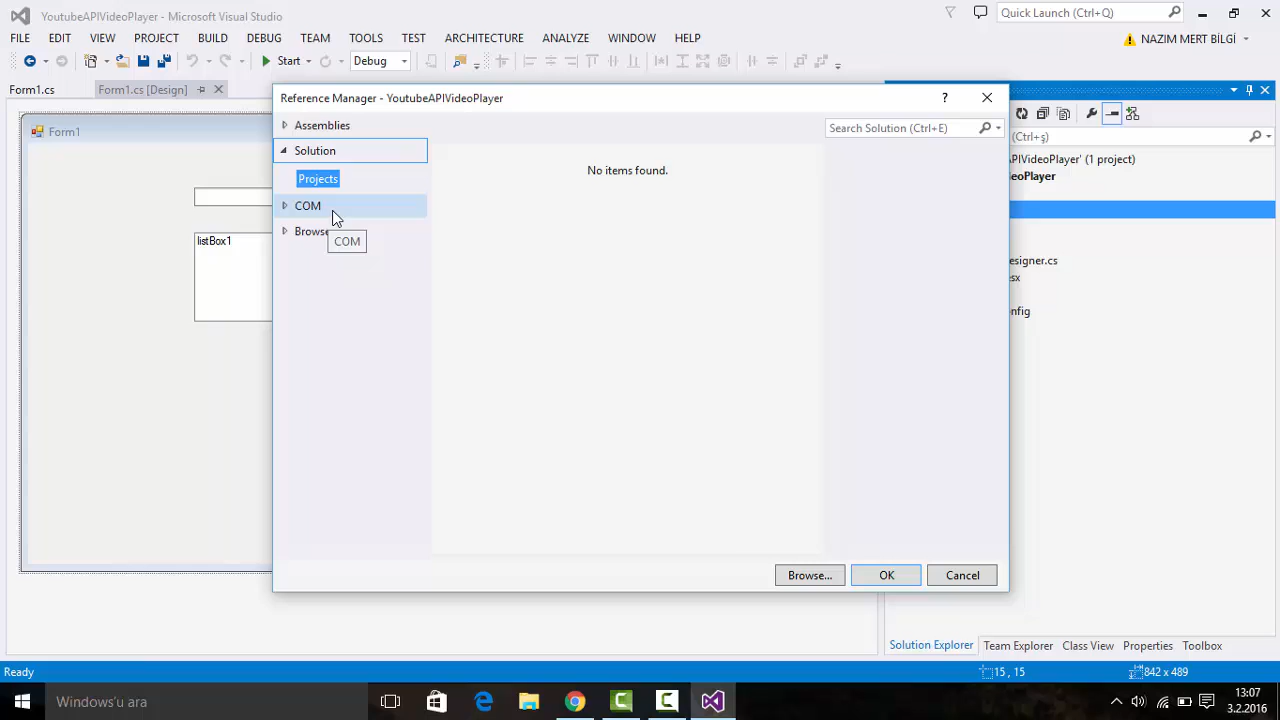 YoutubeAPIVideoPlayer - Microsoft Visual Studio
Quick Launch (Ctrl+Q)
FILE EDIT VIEW PROJECT BUILD DEBUG TEAM TOOLS TEST ARCHITECTURE ANALYZE WINDOW HELP
NAZIM MERT BİLGİ
Start Debug
Form1.cs Form1.cs [Design]
Reference Manager - YoutubeAPIVideoPlayer
?
Form1
Assemblies
Search Solution (Ctrl+E)
(Ctrl+ş)
Solution
No items found.
APIVideoPlayer' (1 project)
eoPlayer
Projects
COM
Browse
COM
listBox1
esigner.cs
sx
nfig
Browse... OK Cancel
Solution Explorer Team Explorer Class View Properties Toolbox
Ready
15 , 15
842 x 489
Windows'u ara
13:07
3.2.2016